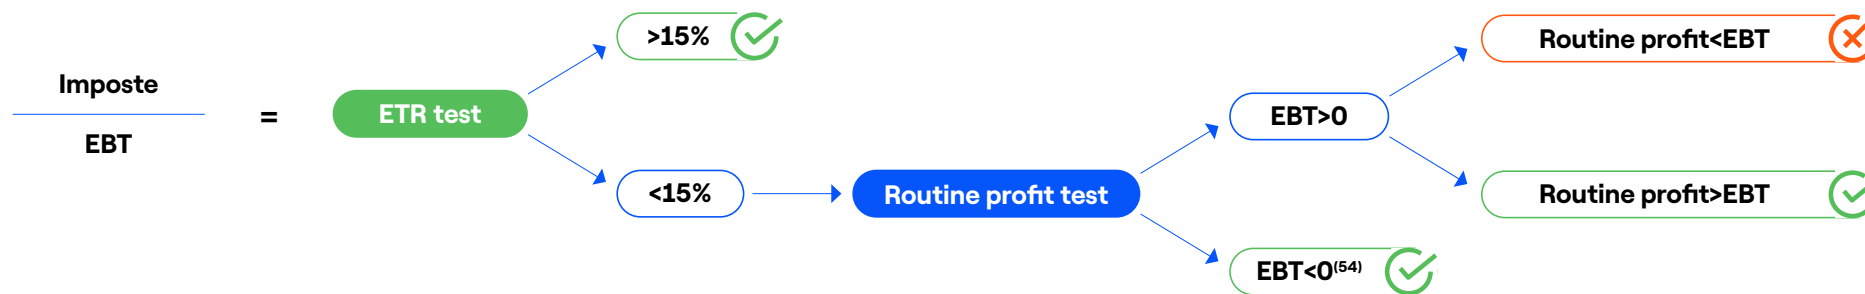 Imposte
EBT
=
ETR test
>15%
<15%
Routine profit test
EBT>0
EBT<0(54)
Routine profit<EBT
Routine profit>EBT